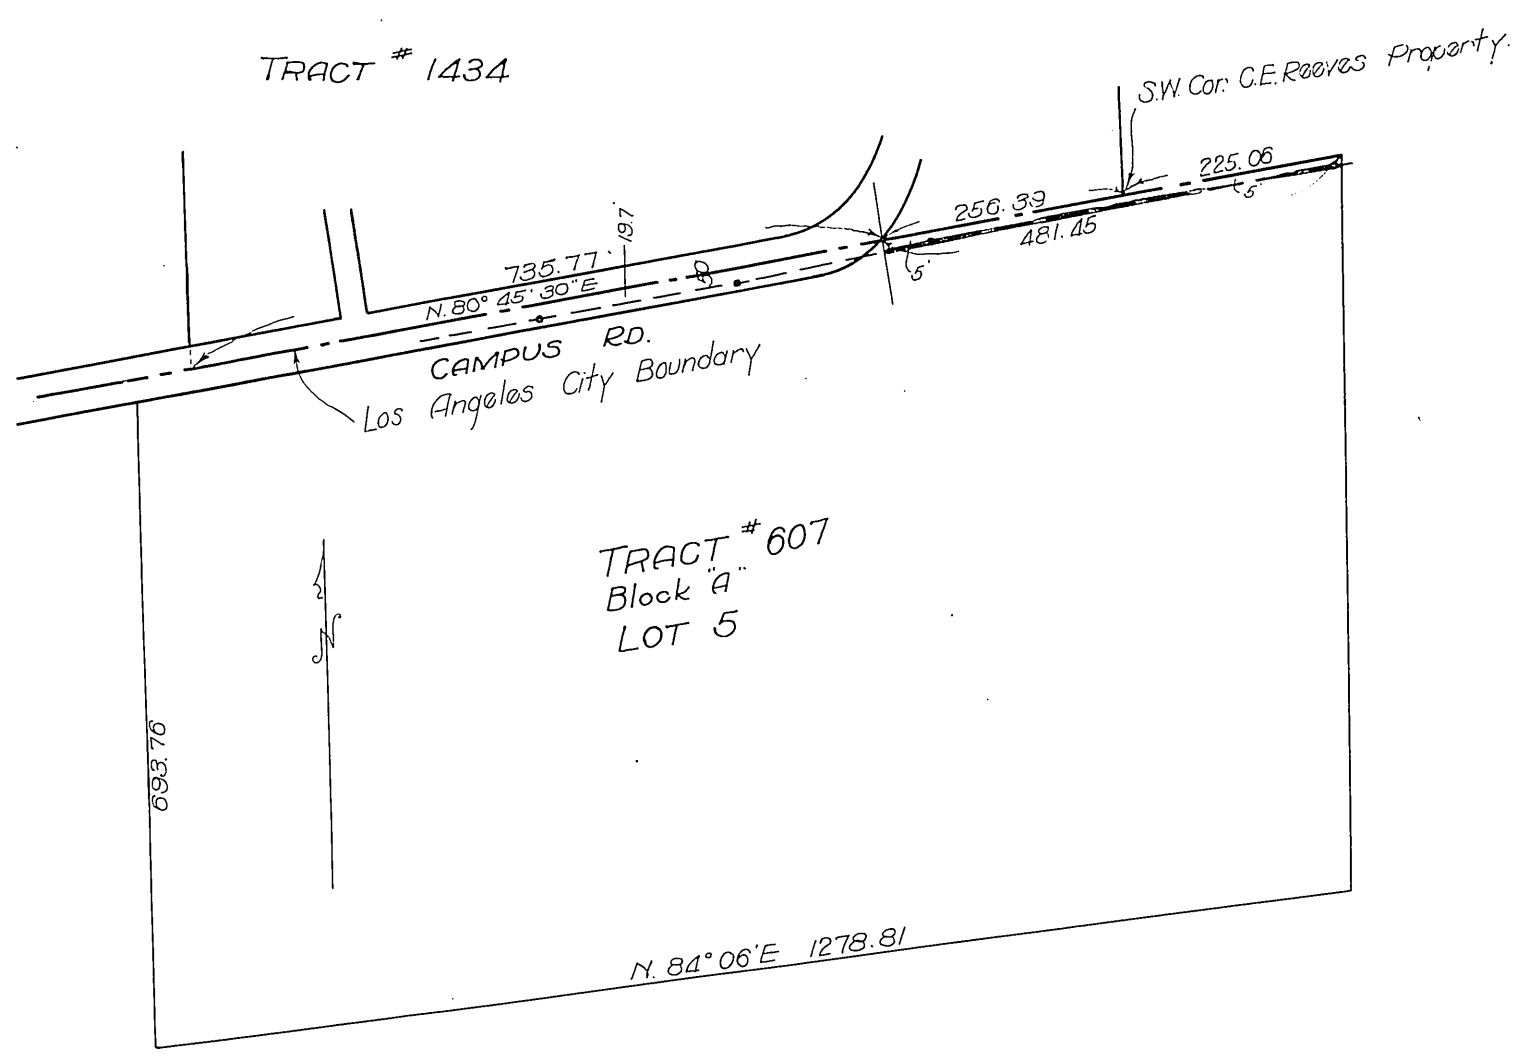 TRACT # 1434
S.W. Cor. C.E. Reeves Property.
225.06
5'
256.39
481.45
5'
19.7
735.77'
50
N. 80° 45' 30" E
CAMPUS RD.
Los Angeles City Boundary
TRACT # 607
Block "A"
LOT 5
N
693.76
N. 84° 06' E 1278.81